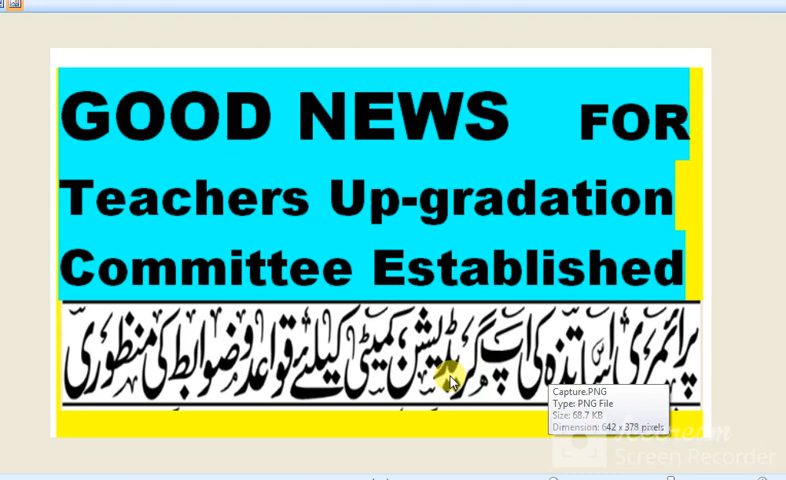 GOOD NEWS FOR
Teachers Up-gradation
Committee Established
پرائمری اساتذہ کی اپ گریڈیشن کمیٹی کیلئے قواعد و ضوابط کی منظوری
Capture.PNG
Type: PNG File
Size: 68.7 KB
Dimension: 642 x 378 pixels
Icecream
Screen Recorder